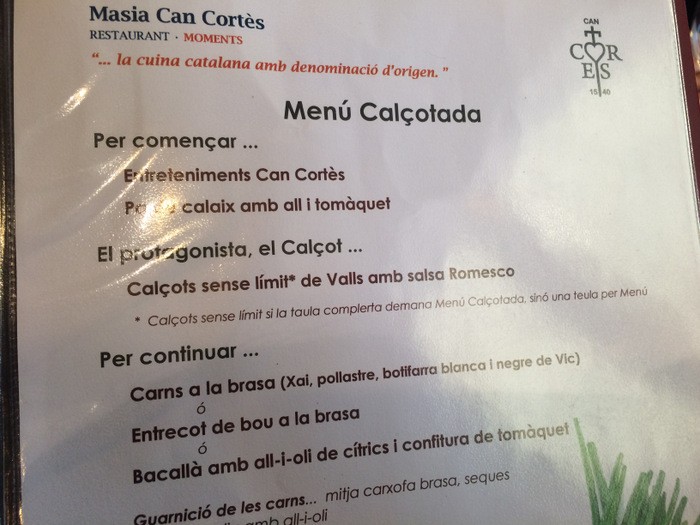 Masia Can Cortès
RESTAURANT · MOMENTS
"... la cuina catalana amb denominació d'origen."
CAN
CORTES
15 40
Menú Calçotada
Per començar ...
Entreteniments Can Cortès
calaix amb all i tomàquet
El protagonista, el Calçot ...
Calçots sense límit* de Valls amb salsa Romesco
* Calçots sense límit si la taula complerta demana Menú Calçotada, sinó una teula per Menú
Per continuar ...
Carns a la brasa (Xai, pollastre, botifarra blanca i negre de Vic)
ó
Entrecot de bou a la brasa
ó
Bacallà amb all-i-oli de cítrics i confitura de tomàquet
Guarnició de les carns... mitja carxofa brasa, seques
amb all-i-oli